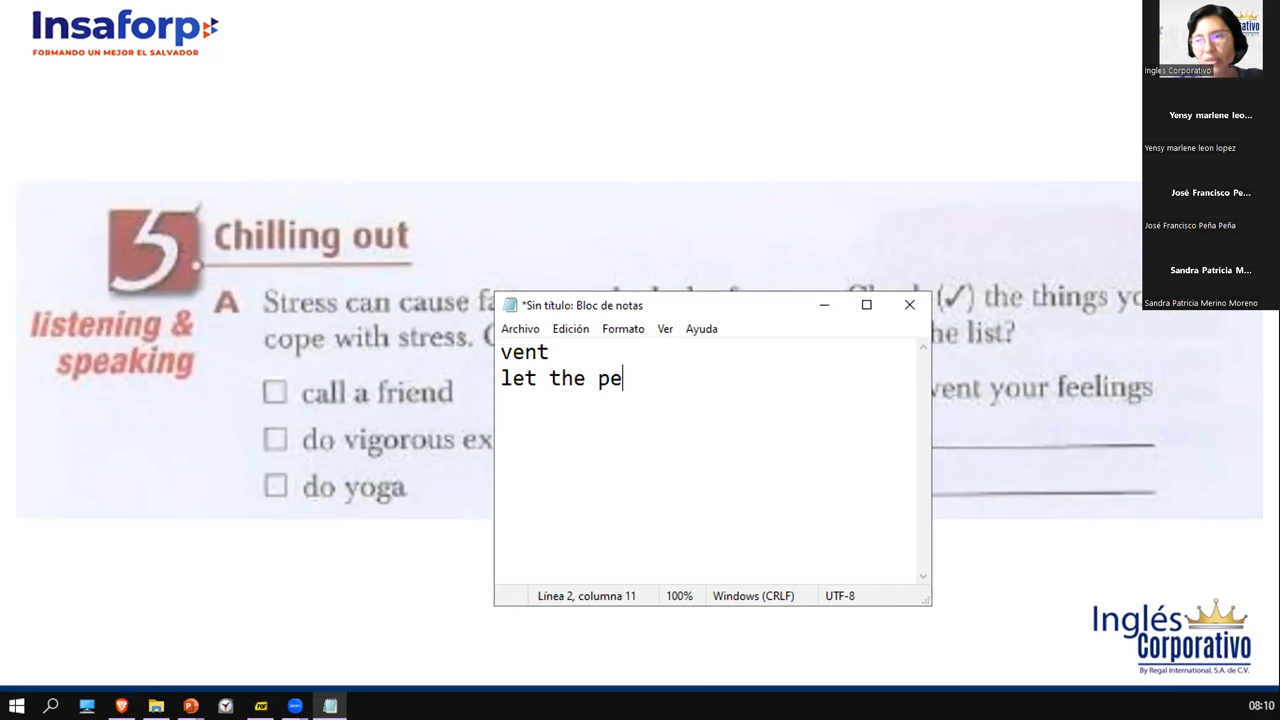 Insaforp
FORMANDO UN MEJOR EL SALVADOR
Inglés Corporativo
Yensy marlene leo...
Yensy marlene leon lopez
José Francisco Pe...
José Francisco Peña Peña
Sandra Patricia M...
Sandra Patricia Merino Moreno
5.
Chilling out
listening &
speaking
A Stress can cause (✓) the things
cope with stress. he list?
call a friend
vent your feelings
do vigorous
do yoga
*Sin título: Bloc de notas
Archivo Edición Formato Ver Ayuda
vent
let the pe
Línea 2, columna 11 100% Windows (CRLF) UTF-8
Inglés
Corporativo
By Regal International, S.A. de C.V.
08:10